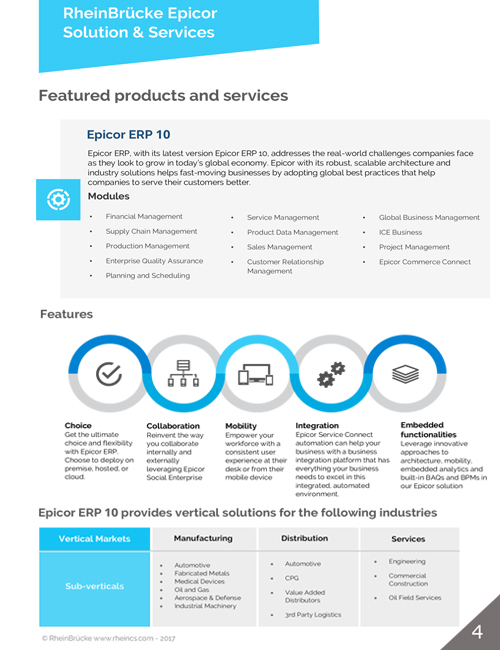 RheinBrücke Epicor
Solution & Services
Featured products and services
Epicor ERP 10
Epicor ERP, with its latest version Epicor ERP 10, addresses the real-world challenges companies face
as they look to grow in today's global economy. Epicor with its robust, scalable architecture and
industry solutions helps fast-moving businesses by adopting global best practices that help
companies to serve their customers better.
Modules
• Financial Management
• Supply Chain Management
• Production Management
• Enterprise Quality Assurance
• Planning and Scheduling
• Service Management
• Product Data Management
• Sales Management
• Customer Relationship
Management
• Global Business Management
• ICE Business
• Project Management
• Epicor Commerce Connect
Features
Choice
Get the ultimate
choice and flexibility
with Epicor ERP.
Choose to deploy on
premise, hosted, or
cloud.
Collaboration
Reinvent the way
you collaborate
internally and
externally
leveraging Epicor
Social Enterprise
Mobility
Empower your
workforce with a
consistent user
experience at their
desk or from their
mobile device
Integration
Epicor Service Connect
automation can help your
business with a business
integration platform that has
everything your business
needs to excel in this
integrated, automated
environment.
Embedded
functionalities
Leverage innovative
approaches to
architecture, mobility,
embedded analytics and
built-in BAQs and BPMs in
our Epicor solution
Epicor ERP 10 provides vertical solutions for the following industries
Vertical Markets
Manufacturing
Distribution
Services
Sub-verticals
• Automotive
• Fabricated Metals
• Medical Devices
• Oil and Gas
• Aerospace & Defense
• Industrial Machinery
• Automotive
• CPG
• Value Added
Distributors
• 3rd Party Logistics
• Engineering
• Commercial
Construction
• Oil Field Services
© RheinBrücke www.rheincs.com - 2017
4